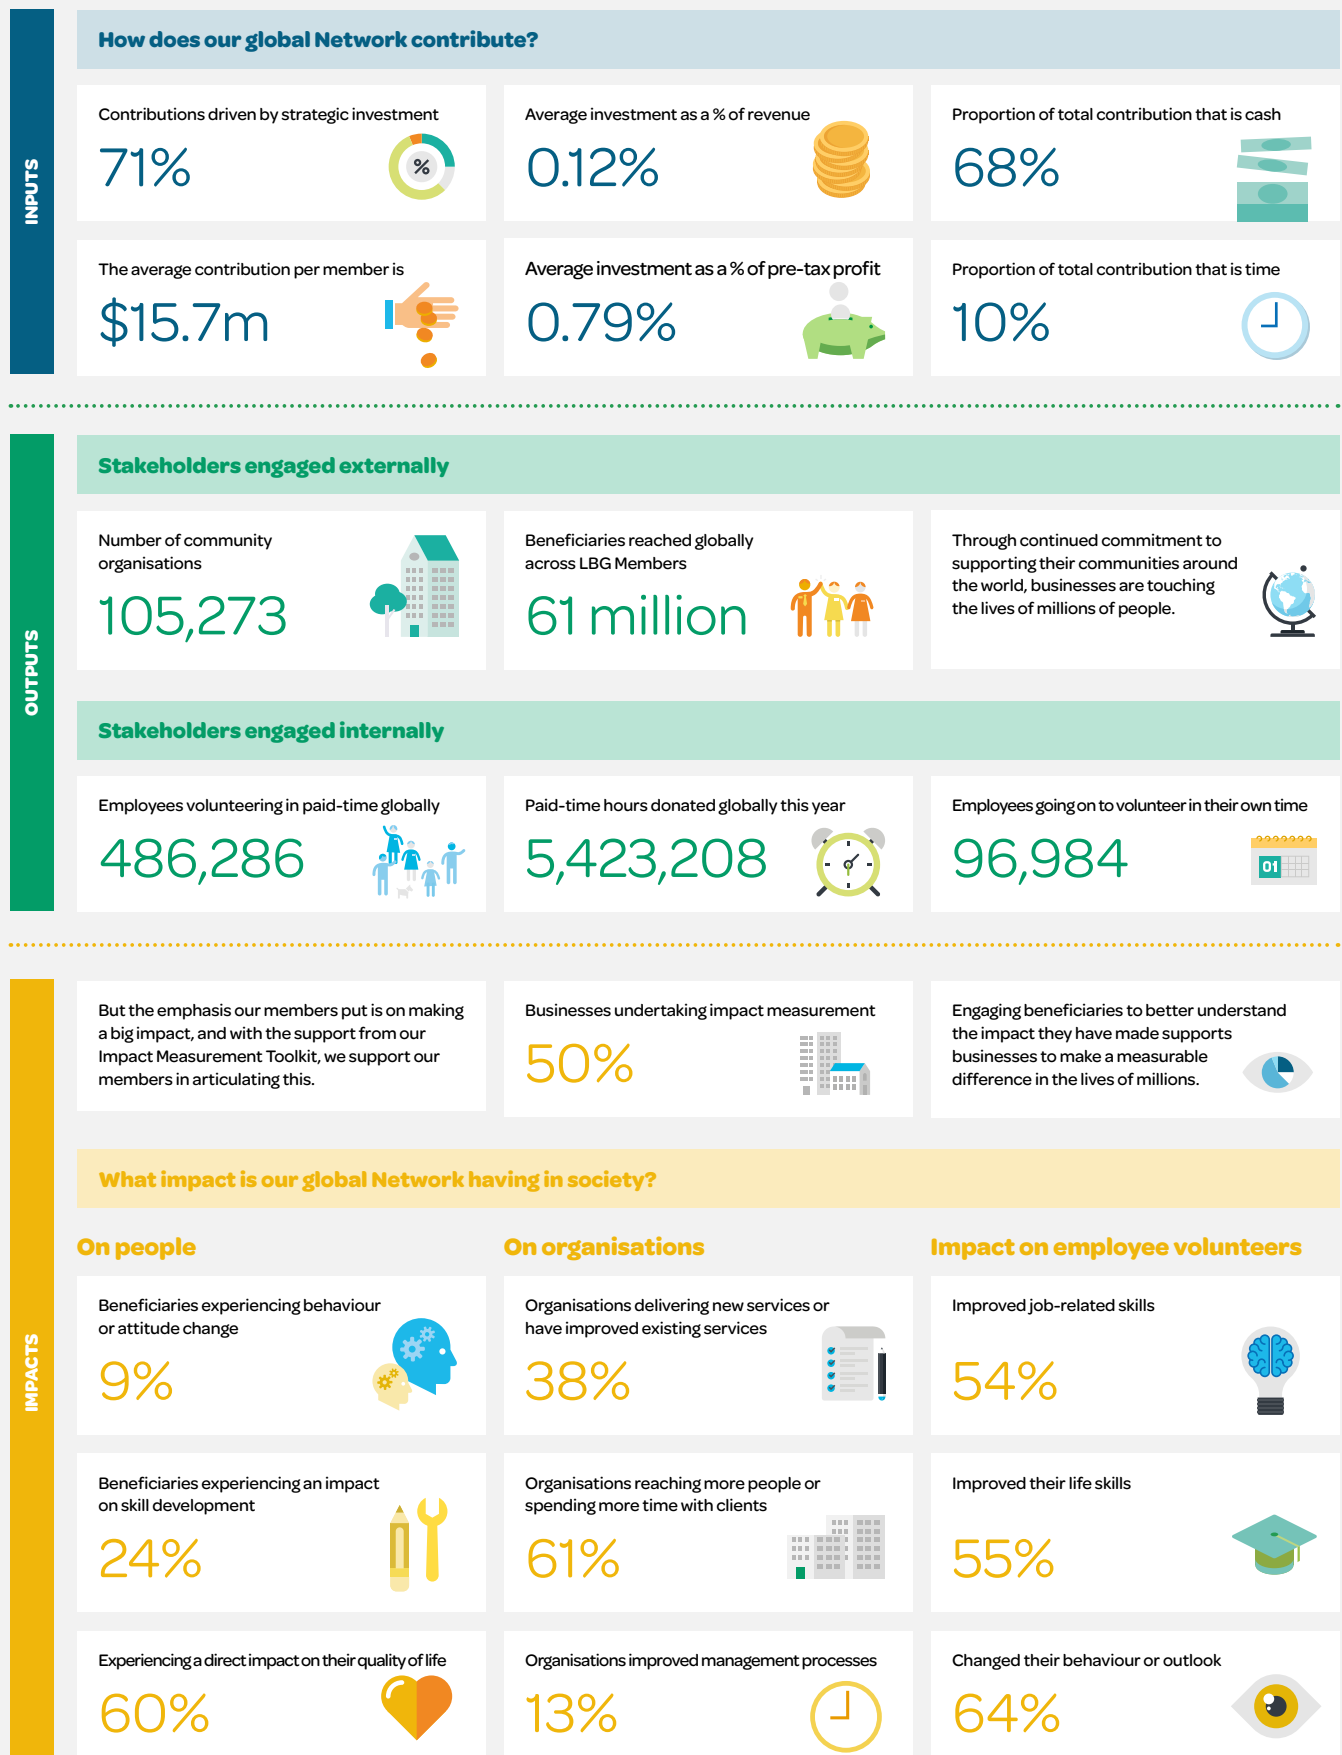 INPUTS
How does our global Network contribute?
Contributions driven by strategic investment
71%
%
Average investment as a % of revenue
0.12%
Proportion of total contribution that is cash
68%
The average contribution per member is
$15.7m
Average investment as a % of pre-tax profit
0.79%
Proportion of total contribution that is time
10%
OUTPUTS
Stakeholders engaged externally
Number of community
organisations
105,273
Beneficiaries reached globally
across LBG Members
61 million
Through continued commitment to
supporting their communities around
the world, businesses are touching
the lives of millions of people.
Stakeholders engaged internally
Employees volunteering in paid-time globally
486,286
Paid-time hours donated globally this year
5,423,208
Employees going on to volunteer in their own time
96,984
01
IMPACTS
But the emphasis our members put is on making
a big impact, and with the support from our
Impact Measurement Toolkit, we support our
members in articulating this.
Businesses undertaking impact measurement
50%
Engaging beneficiaries to better understand
the impact they have made supports
businesses to make a measurable
difference in the lives of millions.
What impact is our global Network having in society?
On people
On organisations
Impact on employee volunteers
Beneficiaries experiencing behaviour
or attitude change
9%
Organisations delivering new services or
have improved existing services
38%
Improved job-related skills
54%
Beneficiaries experiencing an impact
on skill development
24%
Organisations reaching more people or
spending more time with clients
61%
Improved their life skills
55%
Experiencing a direct impact on their quality of life
60%
Organisations improved management processes
13%
Changed their behaviour or outlook
64%